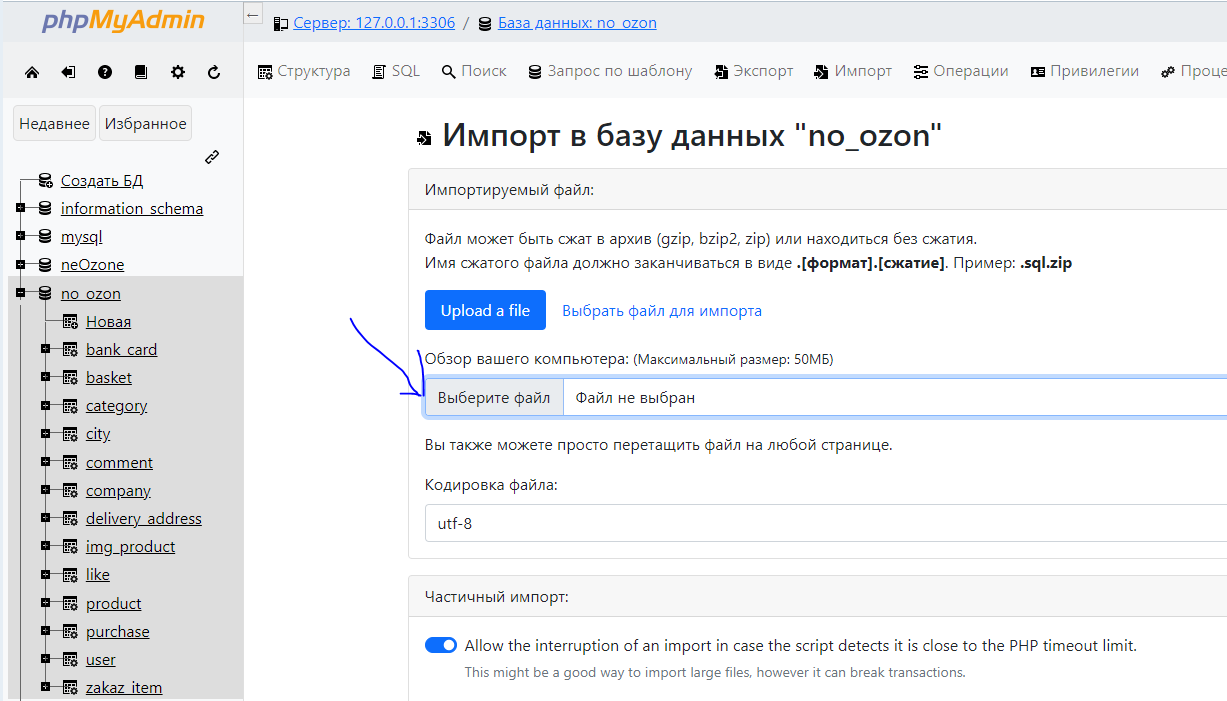 phpMyAdmin
←
Сервер: 127.0.0.1:3306 / База данных: no_ozon
Структура SQL Поиск Запрос по шаблону Экспорт Импорт Операции Привилегии Проце
Недавнее Избранное
Создать БД
information_schema
mysql
neOzone
no_ozon
Новая
bank_card
basket
category
city
comment
company
delivery_address
img_product
like
product
purchase
user
zakaz_item
Импорт в базу данных "no_ozon"
Импортируемый файл:
Файл может быть сжат в архив (gzip, bzip2, zip) или находиться без сжатия.
Имя сжатого файла должно заканчиваться в виде .[формат].[сжатие]. Пример: .sql.zip
Upload a file Выбрать файл для импорта
Обзор вашего компьютера: (Максимальный размер: 50МБ)
Выберите файл Файл не выбран
Вы также можете просто перетащить файл на любой странице.
Кодировка файла:
utf-8
Частичный импорт:
Allow the interruption of an import in case the script detects it is close to the PHP timeout limit.
This might be a good way to import large files, however it can break transactions.